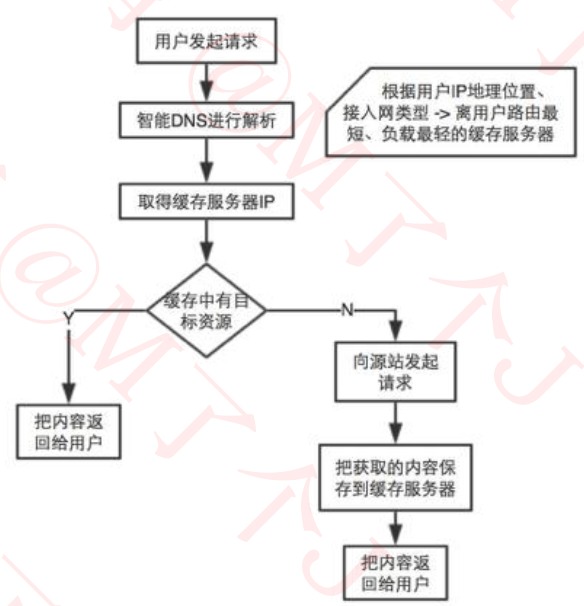 用户发起请求
智能DNS进行解析
根据用户IP地理位置、
接入网类型 -> 离用户路由最
短、负载最轻的缓存服务器
取得缓存服务器IP
缓存中有目
标资源
Y
N
向源站发起
请求
把内容返
回给用户
把获取的内容保
存到缓存服务器
把内容返
回给用户
@M了个J